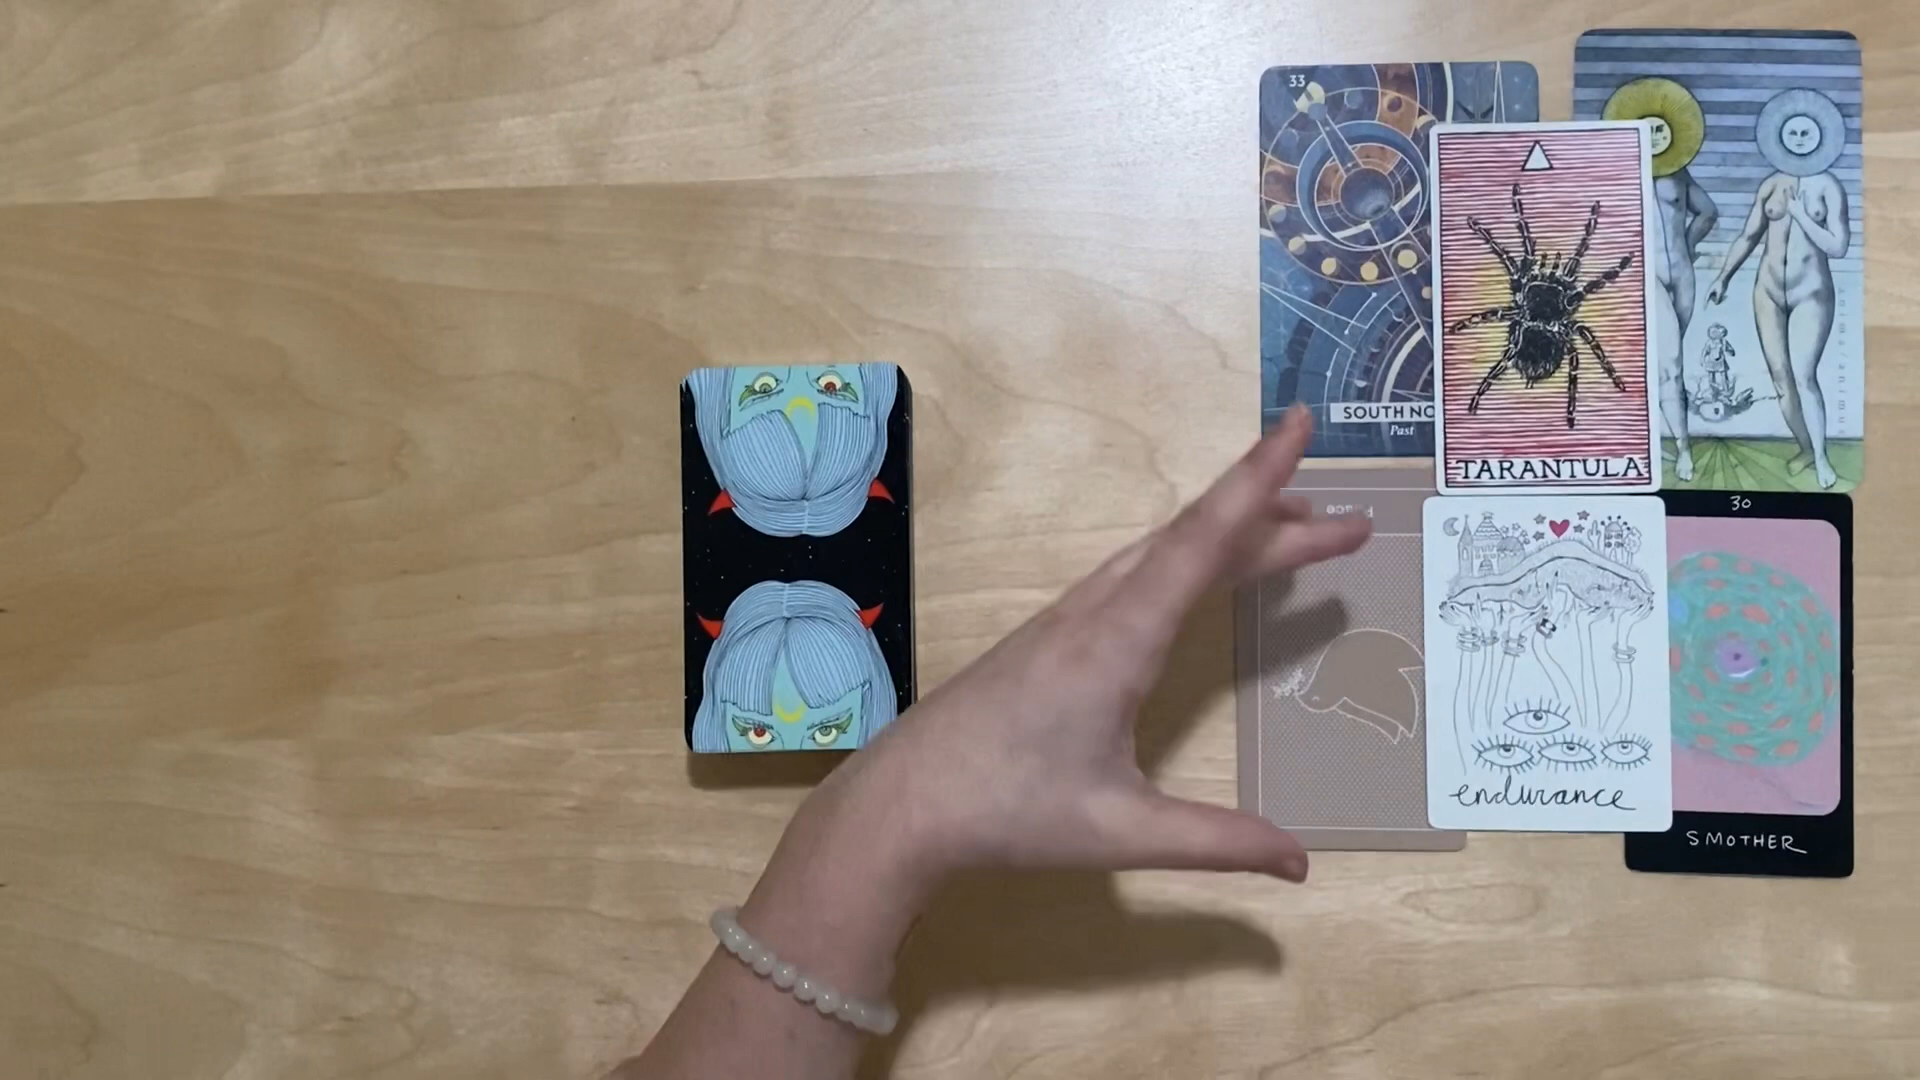 33
SOUTH NO
Past
TARANTULA
30
endurance
SMOTHER